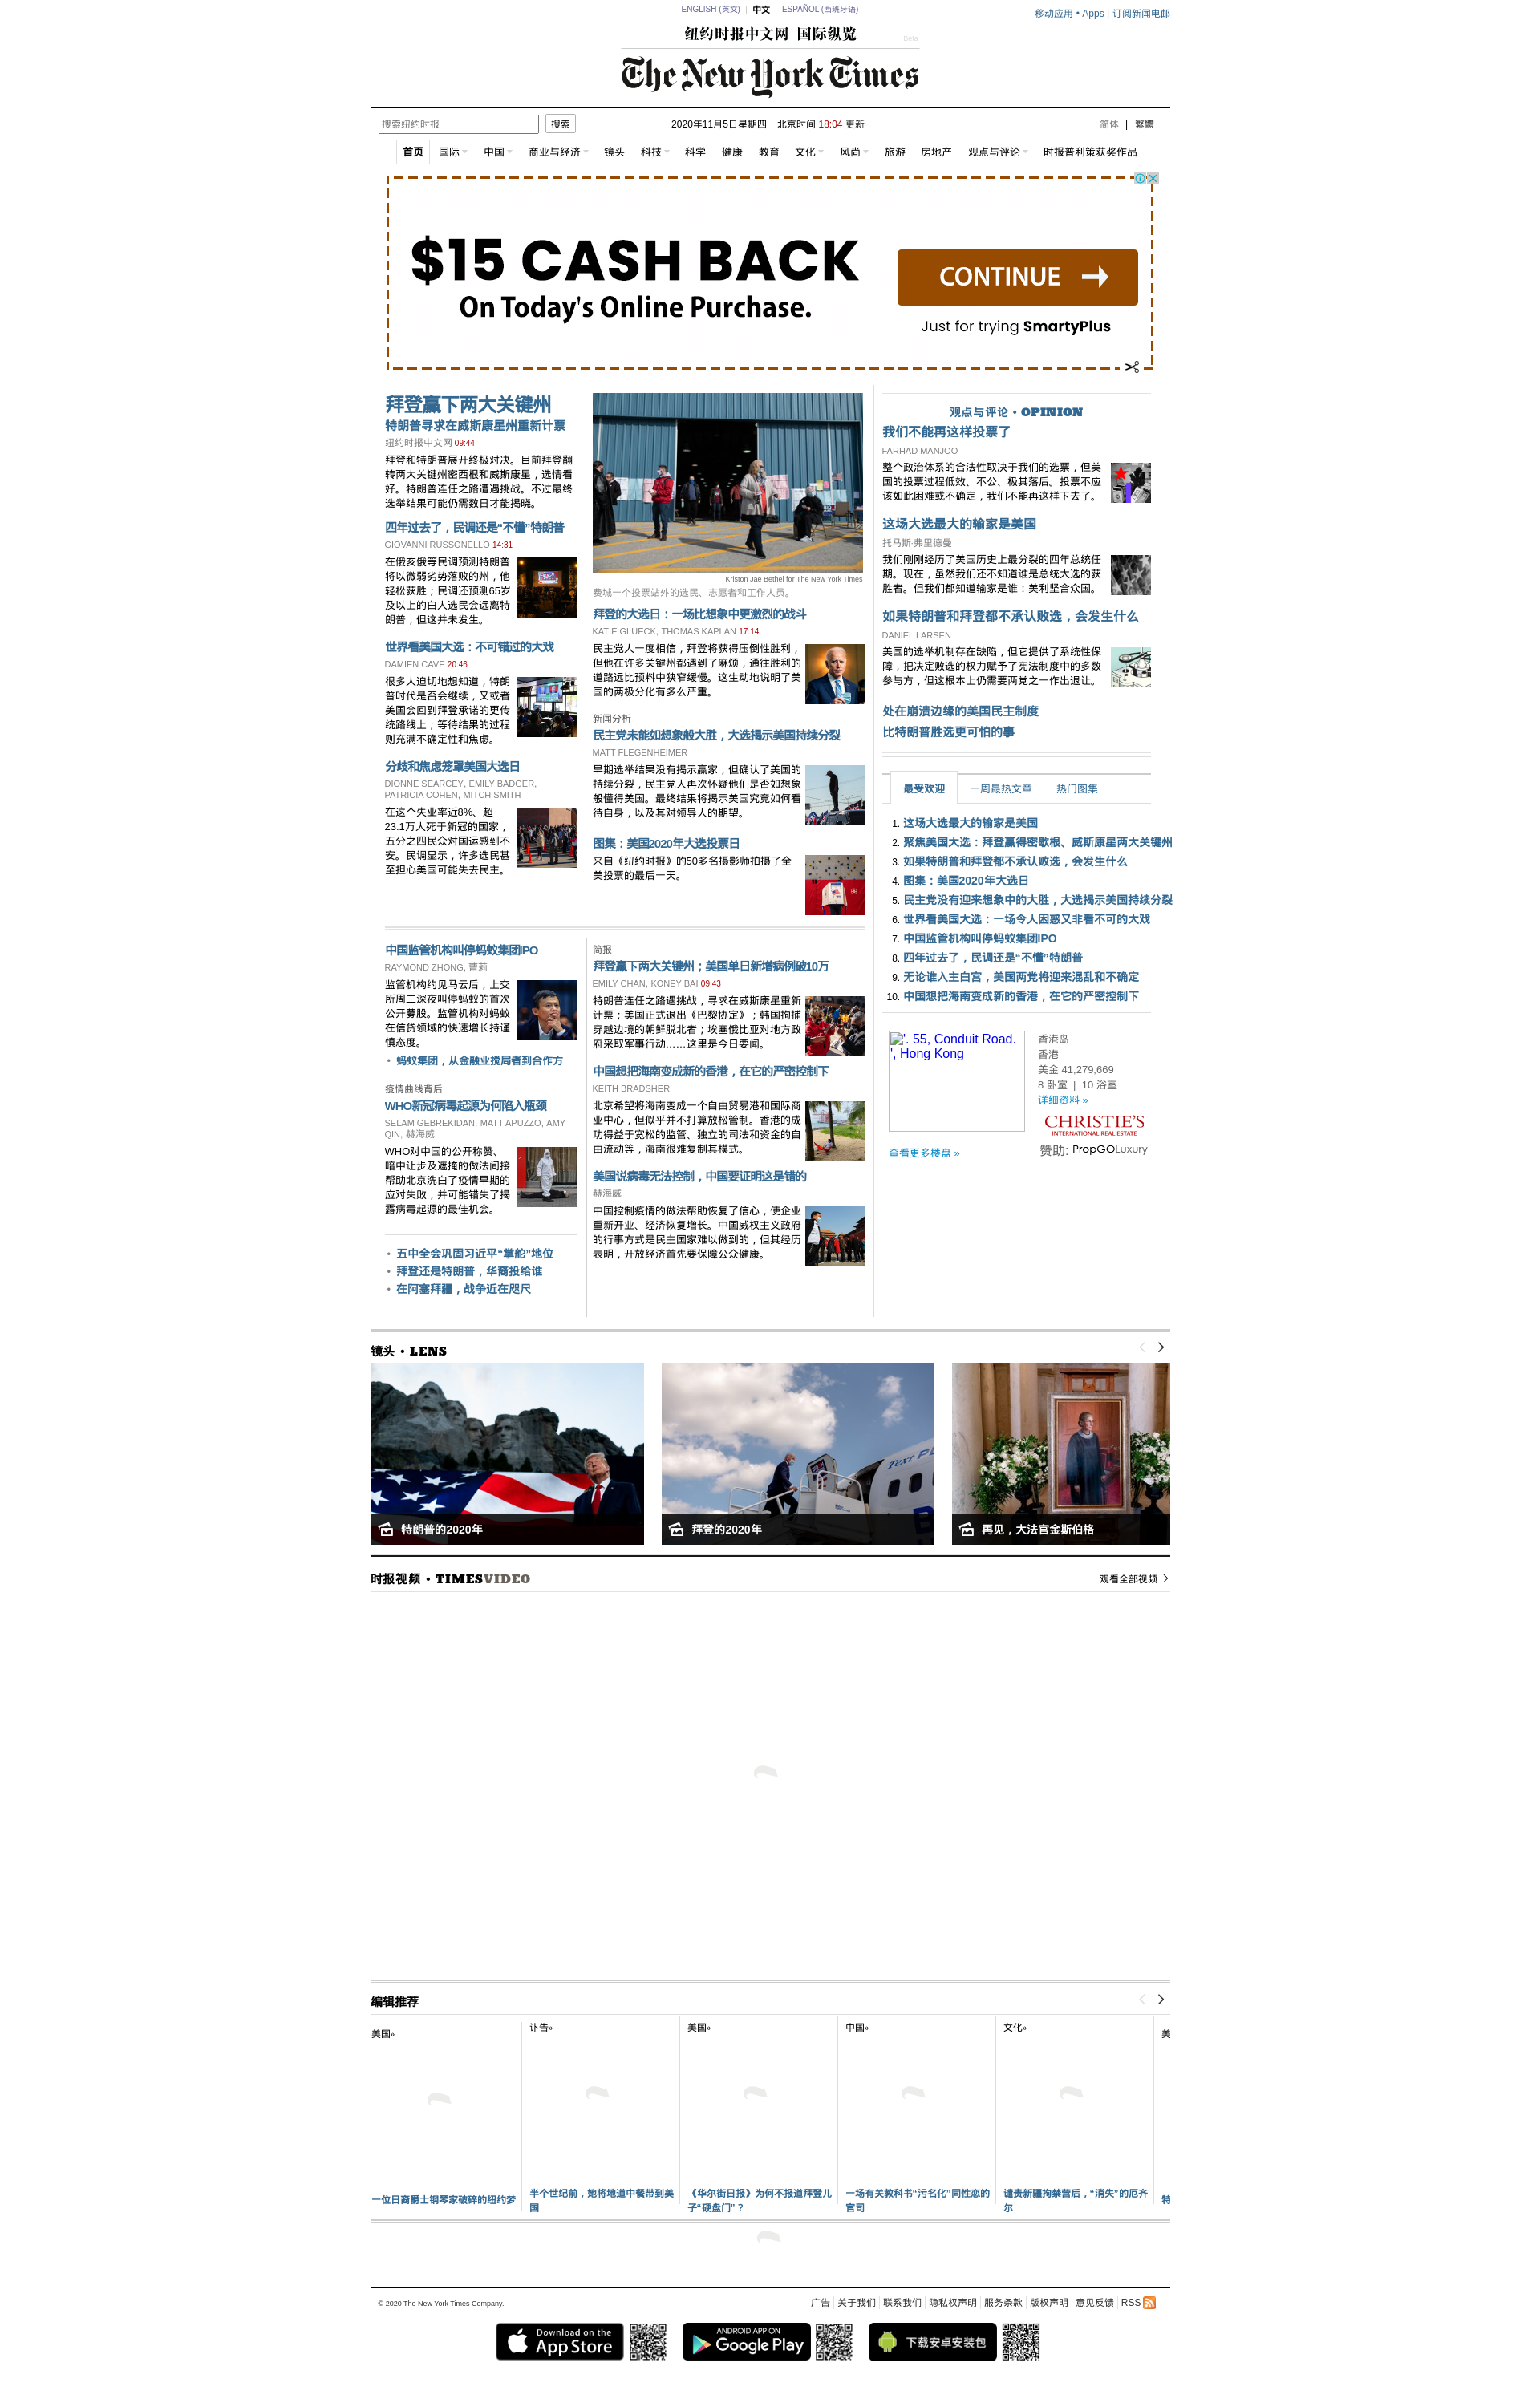 ENGLISH (英文) | 中文 | ESPAÑOL (西班牙语)
移动应用 • Apps | 订阅新闻电邮
纽约时报中文网 国际纵览
Beta
The New York Times
搜索纽约时报 搜索
2020年11月5日星期四 北京时间 18:04 更新
简体 | 繁體
首页 国际 中国 商业与经济 镜头 科技 科学 健康 教育 文化 风尚 旅游 房地产 观点与评论 时报普利策获奖作品
$15 CASH BACK
On Today's Online Purchase.
CONTINUE
Just for trying SmartyPlus
拜登赢下两大关键州
特朗普寻求在威斯康星州重新计票
纽约时报中文网 09:44
拜登和特朗普展开终极对决。目前拜登翻
转两大关键州密西根和威斯康星，选情看
好。特朗普连任之路遭遇挑战。不过最终
选举结果可能仍需数日才能揭晓。
四年过去了，民调还是“不懂”特朗普
GIOVANNI RUSSONELLO 14:31
在俄亥俄等民调预测特朗普
将以微弱劣势落败的州，他
轻松获胜；民调还预测65岁
及以上的白人选民会远离特
朗普，但这并未发生。
世界看美国大选：不可错过的大戏
DAMIEN CAVE 20:46
很多人迫切地想知道，特朗
普时代是否会继续，又或者
美国会回到拜登承诺的更传
统路线上；等待结果的过程
则充满不确定性和焦虑。
分歧和焦虑笼罩美国大选日
DIONNE SEARCEY, EMILY BADGER,
PATRICIA COHEN, MITCH SMITH
在这个失业率近8%、超
23.1万人死于新冠的国家，
五分之四民众对国运感到不
安。民调显示，许多选民甚
至担心美国可能失去民主。
Kriston Jae Bethel for The New York Times
费城一个投票站外的选民、志愿者和工作人员。
拜登的大选日：一场比想象中更激烈的战斗
KATIE GLUECK, THOMAS KAPLAN 17:14
民主党人一度相信，拜登将获得压倒性胜利，
但他在许多关键州都遇到了麻烦，通往胜利的
道路远比预料中狭窄缓慢。这生动地说明了美
国的两极分化有多么严重。
新闻分析
民主党未能如想象般大胜，大选揭示美国持续分裂
MATT FLEGENHEIMER
早期选举结果没有揭示赢家，但确认了美国的
持续分裂，民主党人再次怀疑他们是否如想象
般懂得美国。最终结果将揭示美国究竟如何看
待自身，以及其对领导人的期望。
图集：美国2020年大选投票日
来自《纽约时报》的50多名摄影师拍摄了全
美投票的最后一天。
观点与评论 • OPINION
我们不能再这样投票了
FARHAD MANJOO
整个政治体系的合法性取决于我们的选票，但美
国的投票过程低效、不公、极其落后。投票不应
该如此困难或不确定，我们不能再这样下去了。
这场大选最大的输家是美国
托马斯·弗里德曼
我们刚刚经历了美国历史上最分裂的四年总统任
期。现在，虽然我们还不知道谁是总统大选的获
胜者。但我们都知道输家是谁：美利坚合众国。
如果特朗普和拜登都不承认败选，会发生什么
DANIEL LARSEN
美国的选举机制存在缺陷，但它提供了系统性保
障，把决定败选的权力赋予了宪法制度中的多数
参与方，但这根本上仍需要两党之一作出退让。
处在崩溃边缘的美国民主制度
比特朗普胜选更可怕的事
最受欢迎 一周最热文章 热门图集
1. 这场大选最大的输家是美国
2. 聚焦美国大选：拜登赢得密歇根、威斯康星两大关键州
3. 如果特朗普和拜登都不承认败选，会发生什么
4. 图集：美国2020年大选日
5. 民主党没有迎来想象中的大胜，大选揭示美国持续分裂
6. 世界看美国大选：一场令人困惑又非看不可的大戏
7. 中国监管机构叫停蚂蚁集团IPO
8. 四年过去了，民调还是“不懂”特朗普
9. 无论谁入主白宫，美国两党将迎来混乱和不确定
10. 中国想把海南变成新的香港，在它的严密控制下
'. 55, Conduit Road.
', Hong Kong
香港岛
香港
美金 41,279,669
8 卧室 | 10 浴室
详细资料 »
CHRISTIE'S
INTERNATIONAL REAL ESTATE
查看更多楼盘 »
赞助: PropGOLuxury
中国监管机构叫停蚂蚁集团IPO
RAYMOND ZHONG, 曹莉
监管机构约见马云后，上交
所周二深夜叫停蚂蚁的首次
公开募股。监管机构对蚂蚁
在信贷领域的快速增长持谨
慎态度。
• 蚂蚁集团，从金融业搅局者到合作方
疫情曲线背后
WHO新冠病毒起源为何陷入瓶颈
SELAM GEBREKIDAN, MATT APUZZO, AMY
QIN, 赫海威
WHO对中国的公开称赞、
暗中让步及遮掩的做法间接
帮助北京洗白了疫情早期的
应对失败，并可能错失了揭
露病毒起源的最佳机会。
• 五中全会巩固习近平“掌舵”地位
• 拜登还是特朗普，华裔投给谁
• 在阿塞拜疆，战争近在咫尺
简报
拜登赢下两大关键州；美国单日新增病例破10万
EMILY CHAN, KONEY BAI 09:43
特朗普连任之路遇挑战，寻求在威斯康星重新
计票；美国正式退出《巴黎协定》；韩国拘捕
穿越边境的朝鲜脱北者；埃塞俄比亚对地方政
府采取军事行动……这里是今日要闻。
中国想把海南变成新的香港，在它的严密控制下
KEITH BRADSHER
北京希望将海南变成一个自由贸易港和国际商
业中心，但似乎并不打算放松管制。香港的成
功得益于宽松的监管、独立的司法和资金的自
由流动等，海南很难复制其模式。
美国说病毒无法控制，中国要证明这是错的
赫海威
中国控制疫情的做法帮助恢复了信心，使企业
重新开业、经济恢复增长。中国威权主义政府
的行事方式是民主国家难以做到的，但其经历
表明，开放经济首先要保障公众健康。
镜头 • LENS
特朗普的2020年
拜登的2020年
再见，大法官金斯伯格
时报视频 • TIMESVIDEO
观看全部视频
编辑推荐
美国»
讣告»
美国»
中国»
文化»
美
一位日裔爵士钢琴家破碎的纽约梦
半个世纪前，她将地道中餐带到美
国
《华尔街日报》为何不报道拜登儿
子“硬盘门”？
一场有关教科书“污名化”同性恋的
官司
谴责新疆拘禁营后，“消失”的厄齐
尔
特
© 2020 The New York Times Company.
广告 关于我们 联系我们 隐私权声明 服务条款 版权声明 意见反馈 RSS
Download on the
App Store
ANDROID APP ON
Google Play
下载安卓安装包